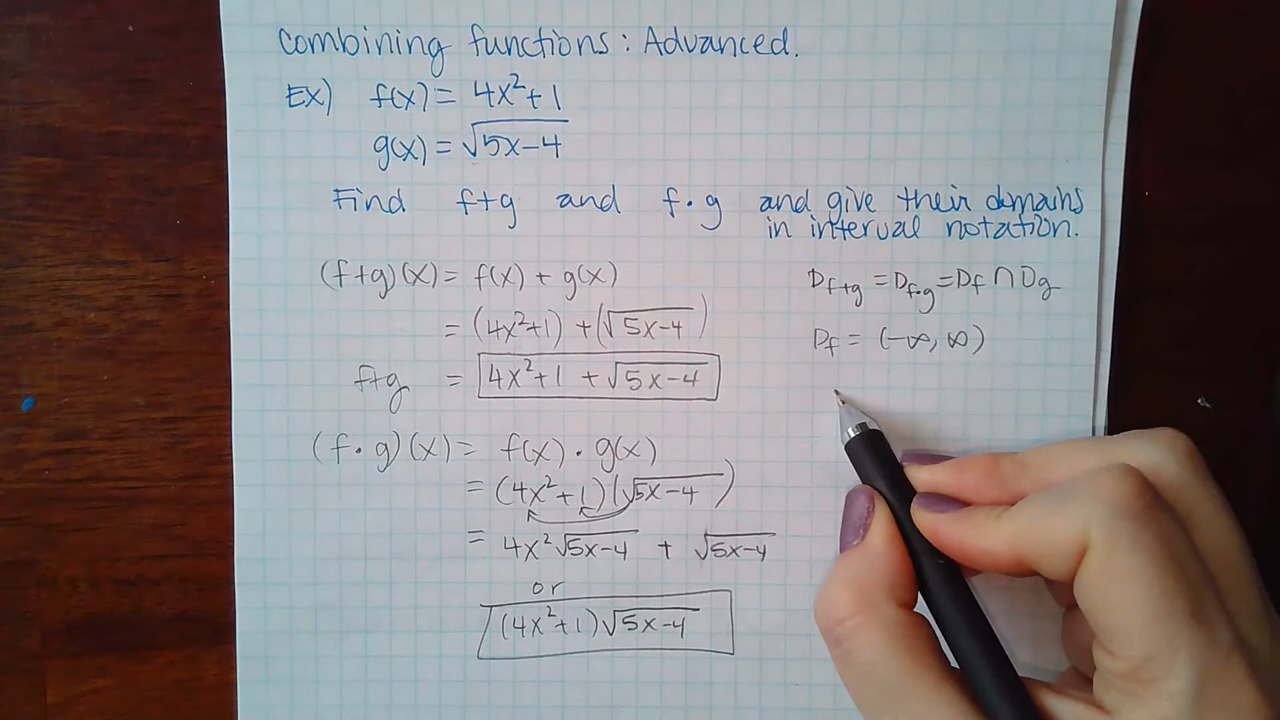 Combining functions: Advanced.
Ex) f(x) = 4x²+1
g(x) = √5x-4
Find f+g and f·g and give their domains
in interval notation.
(f+g)(x) = f(x) + g(x)
= (4x²+1) + (√5x-4)
f+g = 4x²+1 + √5x-4
(f·g)(x) = f(x) · g(x)
= (4x²+1)(√5x-4)
= 4x²√5x-4 + √5x-4
or
(4x²+1)√5x-4
D_f+g = D_f·g = D_f ∩ D_g
D_f = (-∞, ∞)